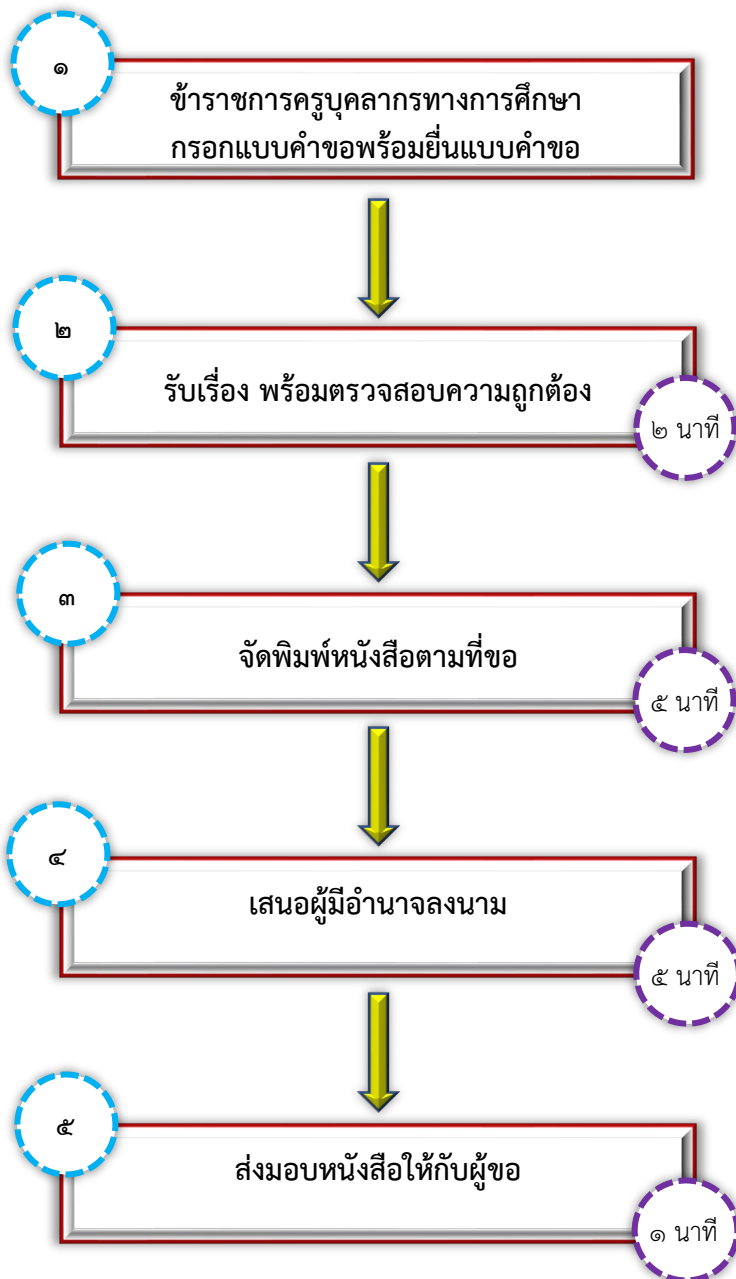 ๑
ข้าราชการครูบุคลากรทางการศึกษา
กรอกแบบคำขอพร้อมยื่นแบบคำขอ
๒
รับเรื่อง พร้อมตรวจสอบความถูกต้อง
๒ นาที
๓
จัดพิมพ์หนังสือตามที่ขอ
๕ นาที
๔
เสนอผู้มีอำนาจลงนาม
๕ นาที
๕
ส่งมอบหนังสือให้กับผู้ขอ
๑ นาที